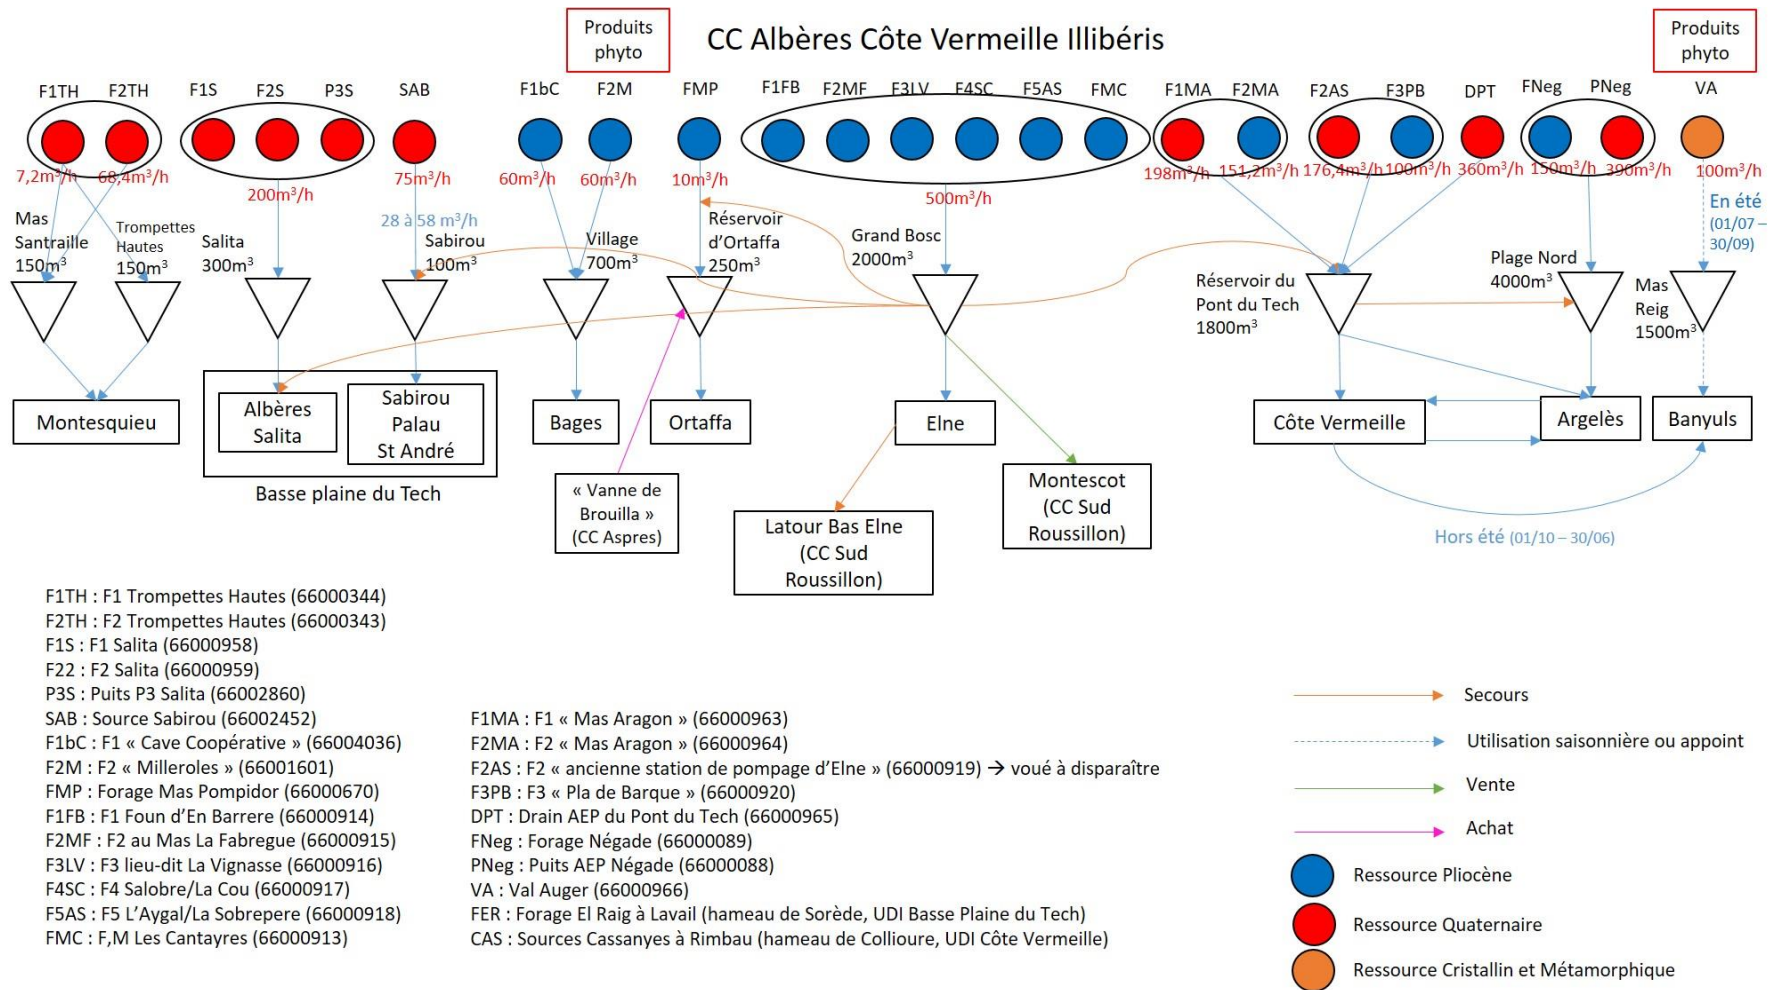 Produits
phyto
CC Albères Côte Vermeille Illibéris
Produits
phyto
F1TH
F2TH
F1S
F2S
P3S
SAB
F1bC
F2M
FMP
F1FB
F2MF
F3LV
F4SC
F5AS
FMC
F1MA
F2MA
F2AS
F3PB
DPT
FNeg
PNeg
VA
7,2m³/h
68,4m³/h
200m³/h
75m³/h
60m³/h
60m³/h
10m³/h
500m³/h
198m³/h
151,2m³/h
176,4m³/h
100m³/h
360m³/h
150m³/h
390m³/h
100m³/h
28 à 58 m³/h
En été
(01/07 –
30/09)
Mas
Santraille
150m³
Trompettes
Hautes
150m³
Salita
300m³
Sabirou
100m³
Village
700m³
Réservoir
d’Ortaffa
250m³
Grand Bosc
2000m³
Réservoir du
Pont du Tech
1800m³
Plage Nord
4000m³
Mas
Reig
1500m³
Montesquieu
Albères
Salita
Sabirou
Palau
St André
Basse plaine du Tech
Bages
Ortaffa
Elne
Côte Vermeille
Argelès
Banyuls
« Vanne de
Brouilla »
(CC Aspres)
Latour Bas Elne
(CC Sud
Roussillon)
Montescot
(CC Sud
Roussillon)
Hors été (01/10 – 30/06)
F1TH : F1 Trompettes Hautes (66000344)
F2TH : F2 Trompettes Hautes (66000343)
F1S : F1 Salita (66000958)
F22 : F2 Salita (66000959)
P3S : Puits P3 Salita (66002860)
SAB : Source Sabirou (66002452)
F1bC : F1 « Cave Coopérative » (66004036)
F2M : F2 « Milleroles » (66001601)
FMP : Forage Mas Pompidor (66000670)
F1FB : F1 Foun d’En Barrere (66000914)
F2MF : F2 au Mas La Fabregue (66000915)
F3LV : F3 lieu-dit La Vignasse (66000916)
F4SC : F4 Salobre/La Cou (66000917)
F5AS : F5 L’Aygal/La Sobrepere (66000918)
FMC : F,M Les Cantayres (66000913)
F1MA : F1 « Mas Aragon » (66000963)
F2MA : F2 « Mas Aragon » (66000964)
F2AS : F2 « ancienne station de pompage d’Elne » (66000919) → voué à disparaître
F3PB : F3 « Pla de Barque » (66000920)
DPT : Drain AEP du Pont du Tech (66000965)
FNeg : Forage Négade (66000089)
PNeg : Puits AEP Négade (66000088)
VA : Val Auger (66000966)
FER : Forage El Raig à Lavail (hameau de Sorède, UDI Basse Plaine du Tech)
CAS : Sources Cassanyes à Rimbau (hameau de Collioure, UDI Côte Vermeille)
Secours
Utilisation saisonnière ou appoint
Vente
Achat
Ressource Pliocène
Ressource Quaternaire
Ressource Cristallin et Métamorphique